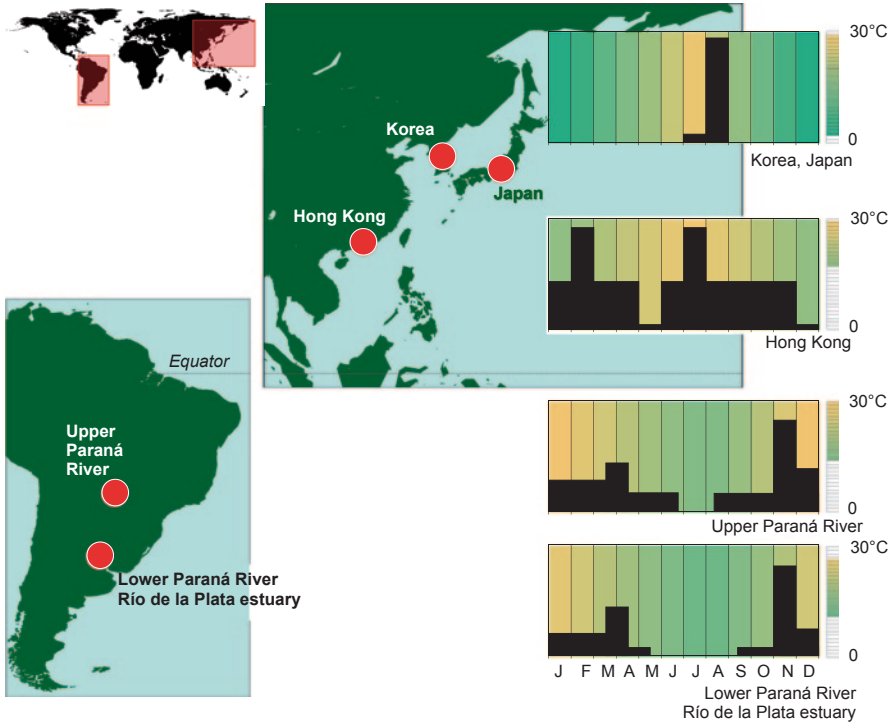 Korea
Japan
Hong Kong
Equator
Upper
Paraná
River
Lower Paraná River
Río de la Plata estuary
30°C
0
Korea, Japan
30°C
0
Hong Kong
30°C
0
Upper Paraná River
30°C
0
J F M A M J J A S O N D
Lower Paraná River
Río de la Plata estuary